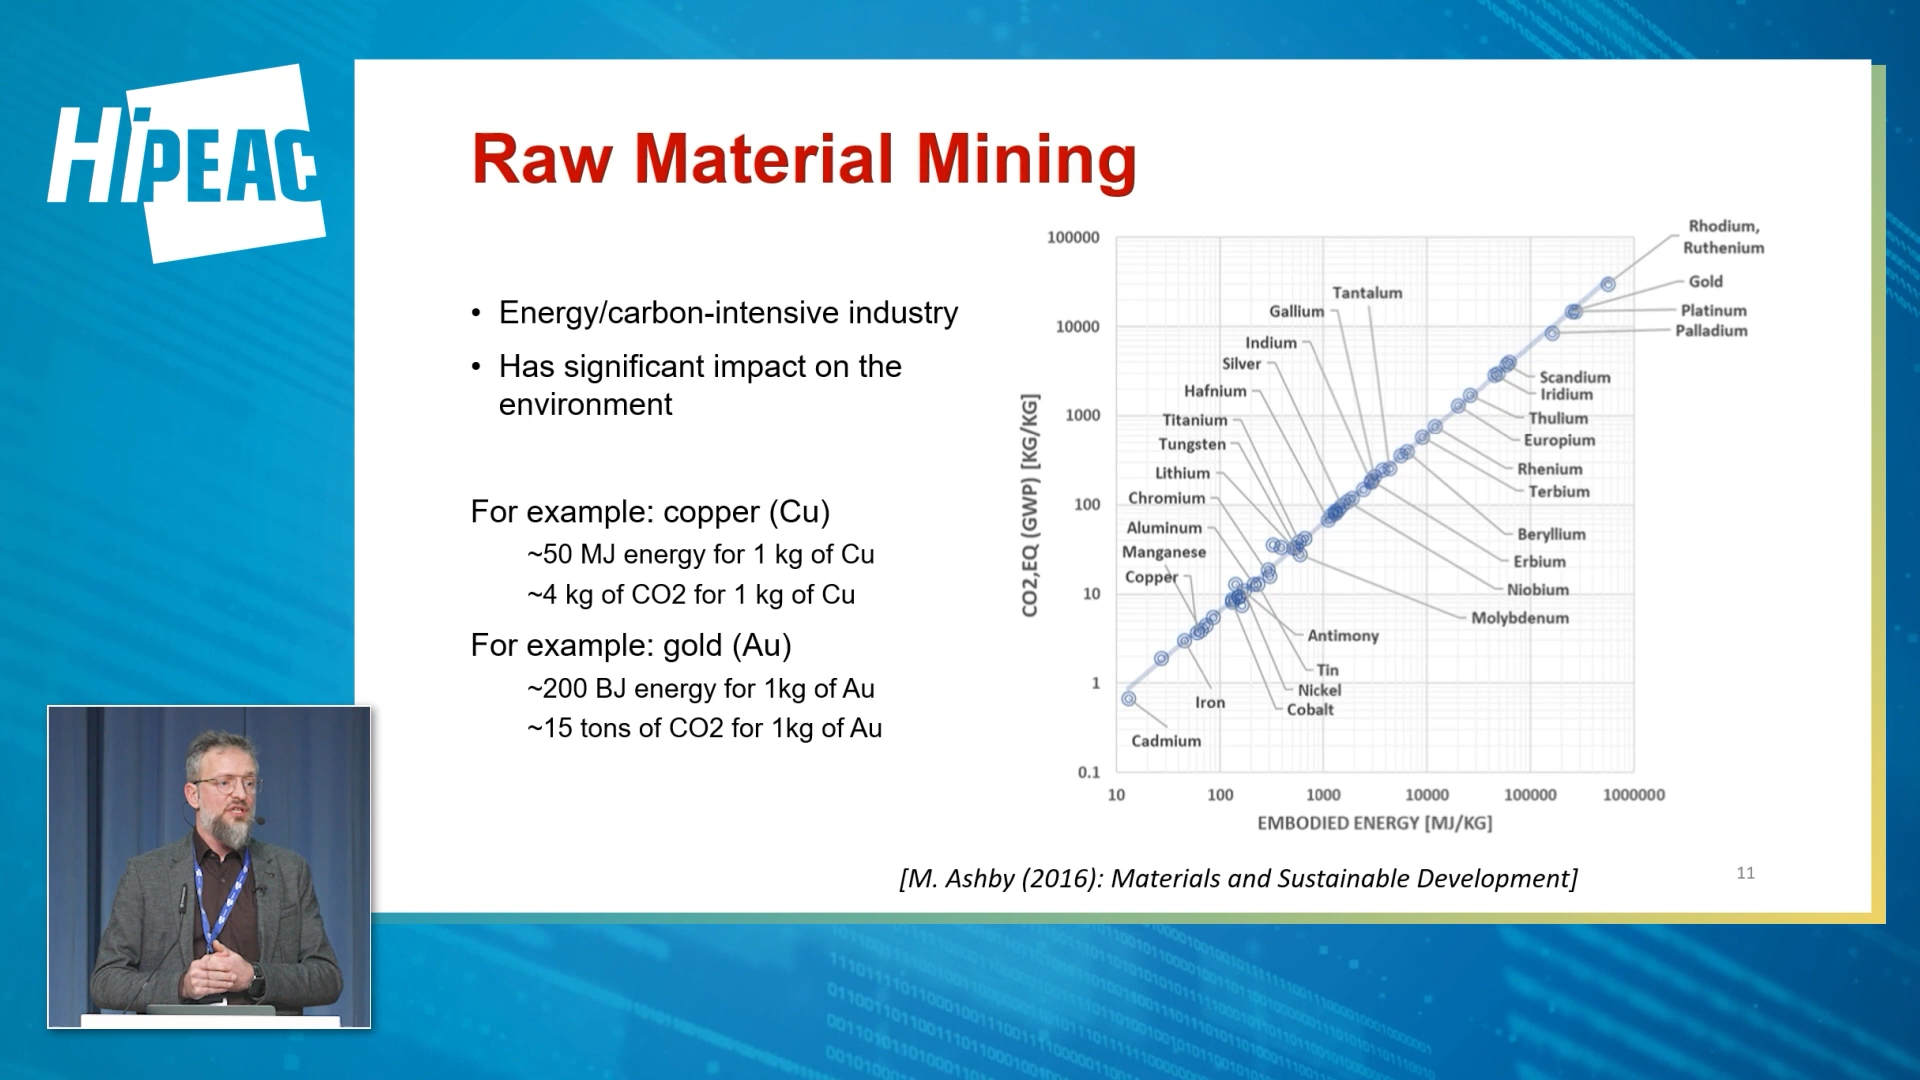 HiPEAC
Raw Material Mining
• Energy/carbon-intensive industry
• Has significant impact on the
environment
For example: copper (Cu)
~50 MJ energy for 1 kg of Cu
~4 kg of CO2 for 1 kg of Cu
For example: gold (Au)
~200 BJ energy for 1kg of Au
~15 tons of CO2 for 1kg of Au
CO2,EQ (GWP) [KG/KG]
100000
10000
1000
100
10
1
0.1
10
100
1000
10000
100000
1000000
EMBODIED ENERGY [MJ/KG]
Tantalum
Gallium
Indium
Silver
Hafnium
Titanium
Tungsten
Lithium
Chromium
Aluminum
Manganese
Copper
Rhodium,
Ruthenium
Gold
Platinum
Palladium
Scandium
Iridium
Thulium
Europium
Rhenium
Terbium
Beryllium
Erbium
Niobium
Molybdenum
Antimony
Tin
Nickel
Cobalt
Iron
Cadmium
[M. Ashby (2016): Materials and Sustainable Development]
11